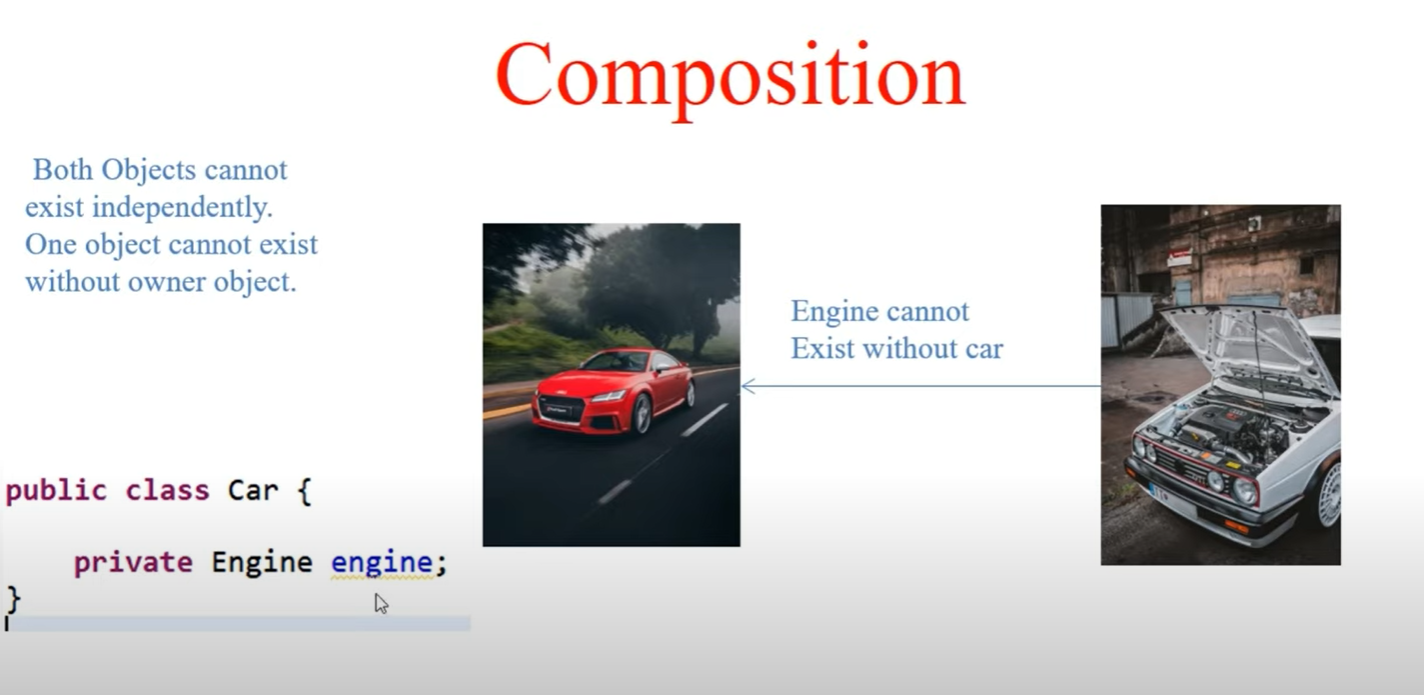 Composition
Both Objects cannot
exist independently.
One object cannot exist
without owner object.
Engine cannot
Exist without car
public class Car {
private Engine engine;
}